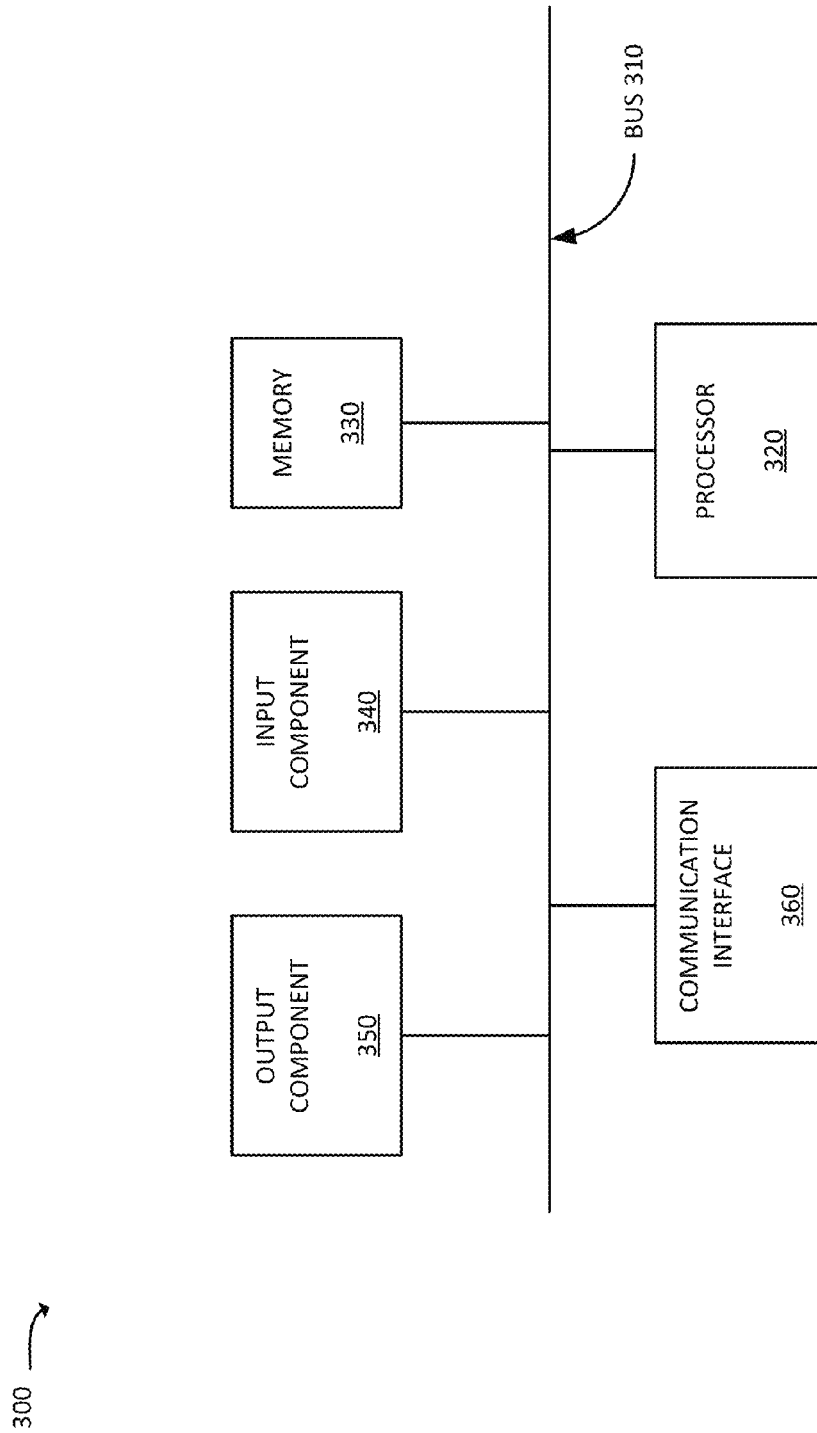 300
OUTPUT
COMPONENT
350
INPUT
COMPONENT
340
MEMORY
330
BUS 310
COMMUNICATION
INTERFACE
360
PROCESSOR
320